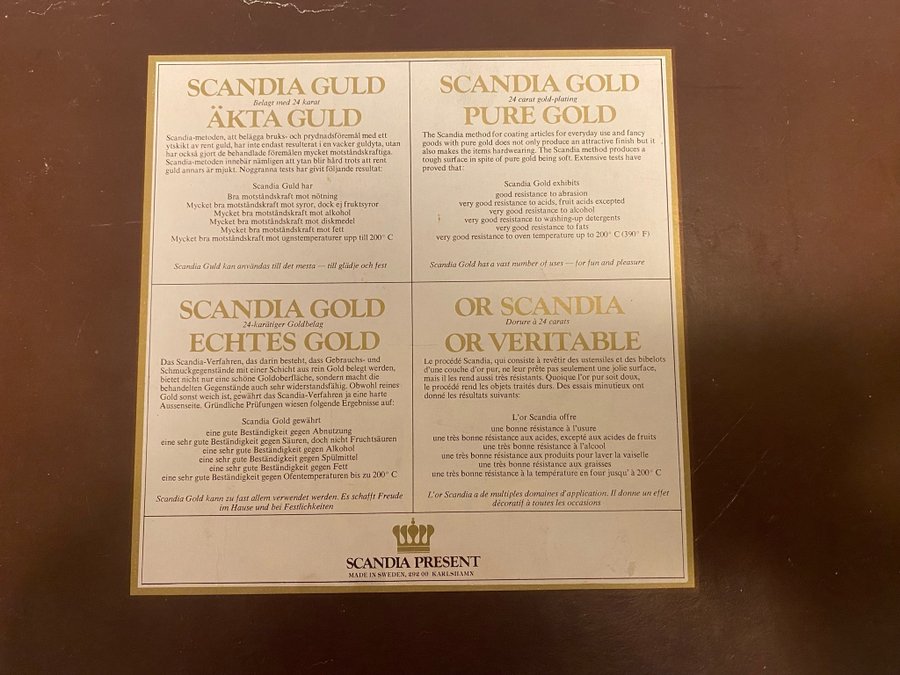 SCANDIA GULD
Belagt med 24 karat
ÄKTA GULD
Scandia-metoden, att belägga bruks- och prydnadsföremål med ett
ytskikt av rent guld, har inte endast resulterat i en vacker guldyta, utan
har också gjort de behandlade föremålen mycket motståndskraftiga.
Scandia-metoden innebär nämligen att ytan blir hård trots att rent
guld annars är mjukt. Noggranna tests har givit följande resultat:
Scandia Guld har
Bra motståndskraft mot nötning
Mycket bra motståndskraft mot syror, dock ej fruktsyror
Mycket bra motståndskraft mot alkohol
Mycket bra motståndskraft mot diskmedel
Mycket bra motståndskraft mot fett
Mycket bra motståndskraft mot ugnstemperaturer upp till 200° C
Scandia Guld kan användas till det mesta — till glädje och fest
SCANDIA GOLD
24 carat gold-plating
PURE GOLD
The Scandia method for coating articles for everyday use and fancy
goods with pure gold does not only produce an attractive finish but it
also makes the items hardwearing. The Scandia method produces a
tough surface in spite of pure gold being soft. Extensive tests have
proved that:
Scandia Gold exhibits
good resistance to abrasion
very good resistance to acids, fruit acids excepted
very good resistance to alcohol
very good resistance to washing-up detergents
very good resistance to fats
very good resistance to oven temperature up to 200° C (390° F)
Scandia Gold has a vast number of uses — for fun and pleasure
SCANDIA GOLD
24-karätiger Goldbelag
ECHTES GOLD
Das Scandia-Verfahren, das darin besteht, dass Gebrauchs- und
Schmuckgegenstände mit einer Schicht aus rein Gold belegt werden,
bietet nicht nur eine schöne Goldoberfläche, sondern macht die
behandelten Gegenstände auch sehr widerstandsfähig. Obwohl reines
Gold sonst weich ist, gewährt das Scandia-Verfahren ja eine harte
Aussenseite. Gründliche Prüfungen wiesen folgende Ergebnisse auf:
Scandia Gold gewährt
eine gute Beständigkeit gegen Abnutzung
eine sehr gute Beständigkeit gegen Säuren, doch nicht Fruchtsäuren
eine sehr gute Beständigkeit gegen Alkohol
eine sehr gute Beständigkeit gegen Spülmittel
eine sehr gute Beständigkeit gegen Fett
eine sehr gute Beständigkeit gegen Ofentemperaturen bis zu 200° C
Scandia Gold kann zu fast allem verwendet werden. Es schafft Freude
im Hause und bei Festlichkeiten
OR SCANDIA
Dorure à 24 carats
OR VERITABLE
Le procédé Scandia, qui consiste à revêtir des ustensiles et des bibelots
d'une couche d'or pur, ne leur prête pas seulement une jolie surface,
mais il les rend aussi très résistants. Quoique l'or pur soit doux,
le procédé rend les objets traités durs. Des essais minutieux ont
donné les résultats suivants:
L'or Scandia offre
une bonne résistance à l'usure
une très bonne résistance aux acides, excepté aux acides de fruits
une très bonne résistance à l'alcool
une très bonne résistance aux produits pour laver la vaiselle
une très bonne résistance aux graisses
une très bonne résistance à la température en four jusqu' à 200° C
L'or Scandia a de multiples domaines d'application. Il donne un effet
décoratif à toutes les occasions
SCANDIA PRESENT
MADE IN SWEDEN, 292 00 KARLSHAMN